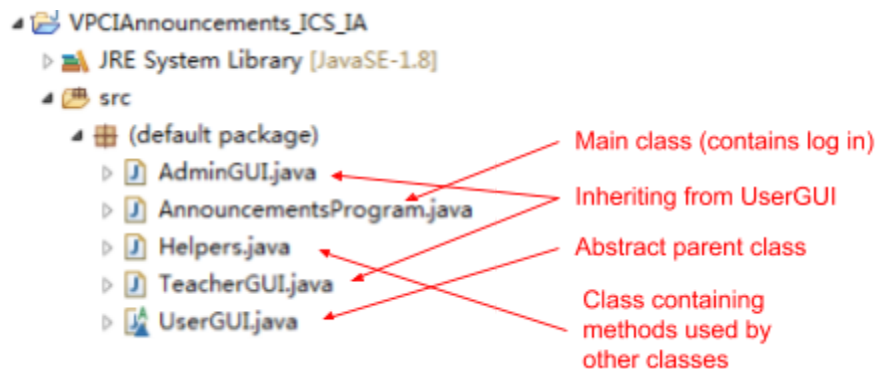 VPCIAnnouncements_ICS_IA
JRE System Library [JavaSE-1.8]
src
(default package)
AdminGUI.java
AnnouncementsProgram.java
Helpers.java
TeacherGUI.java
UserGUI.java
Main class (contains log in)
Inheriting from UserGUI
Abstract parent class
Class containing
methods used by
other classes